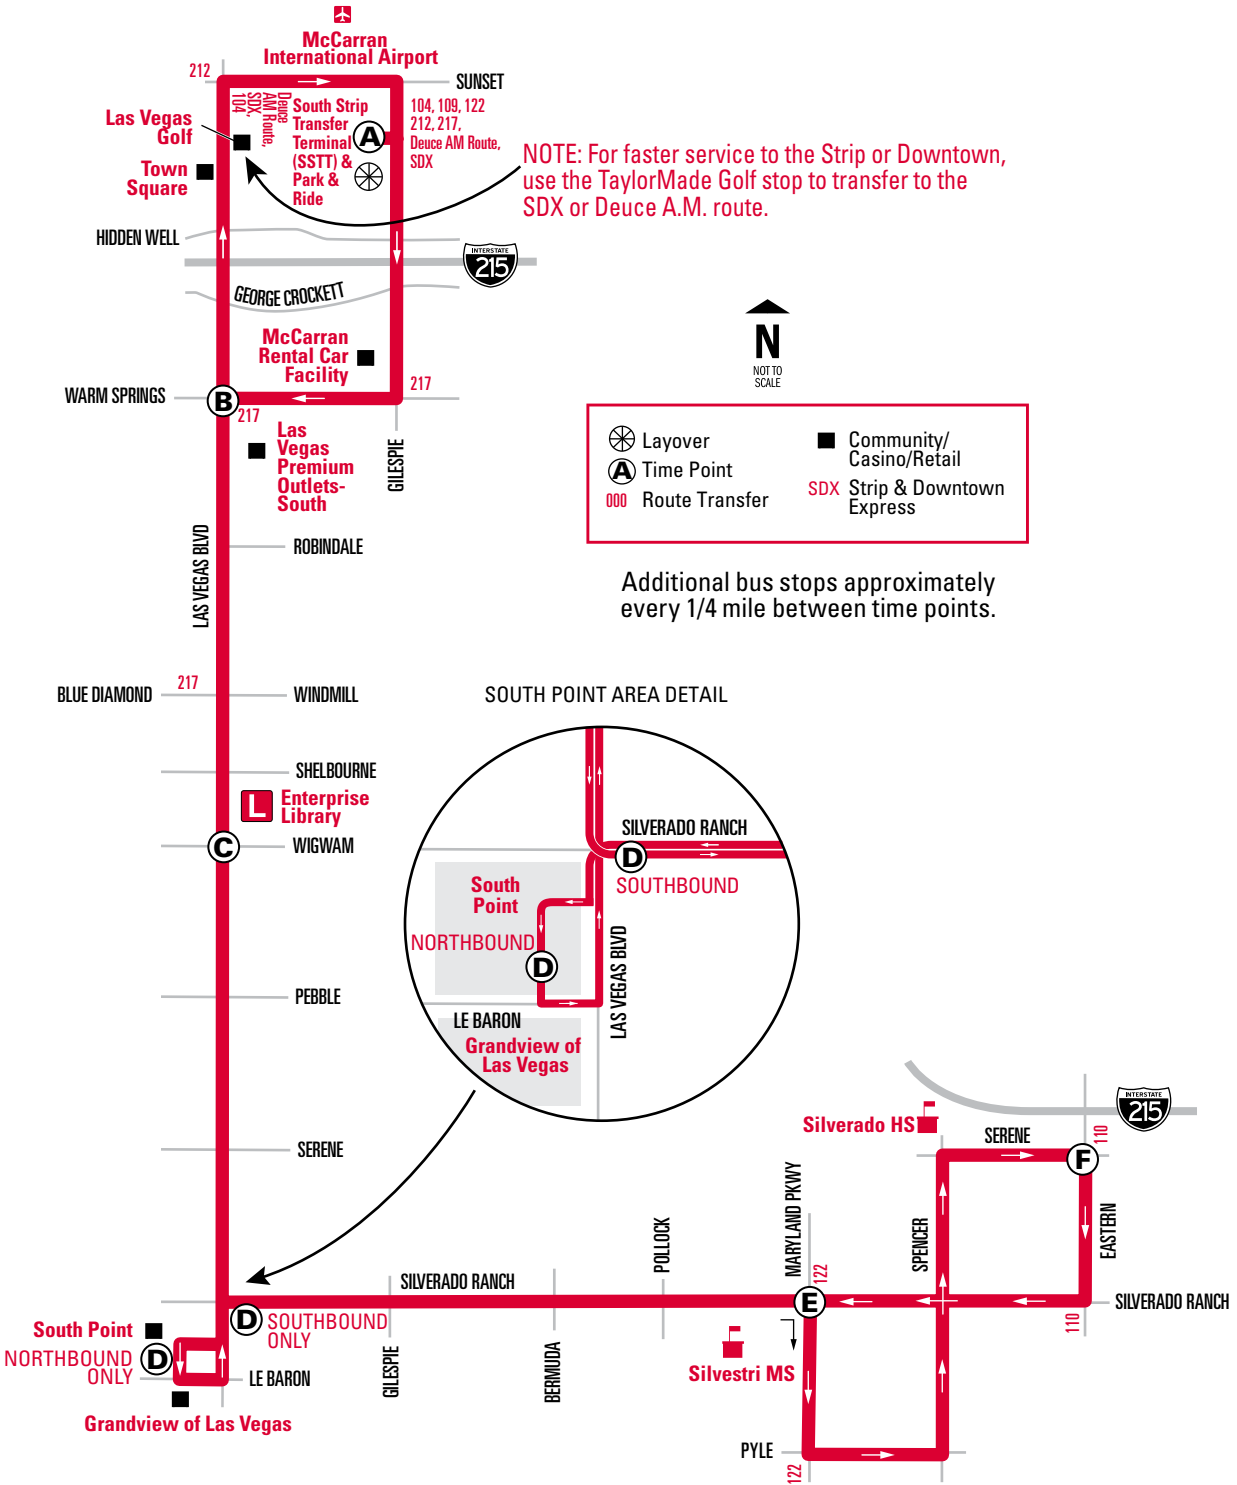 McCarran
International Airport
212
SUNSET
Deuce
AM Route,
SDX,
104
South Strip
Transfer
Terminal
(SSTT) &
Park &
Ride
A
104, 109, 122
212, 217,
Deuce AM Route,
SDX
Las Vegas
Golf
Town
Square
NOTE: For faster service to the Strip or Downtown,
use the TaylorMade Golf stop to transfer to the
SDX or Deuce A.M. route.
HIDDEN WELL
INTERSTATE
215
GEORGE CROCKETT
McCarran
Rental Car
Facility
N
NOT TO
SCALE
217
WARM SPRINGS
B
217
Las
Vegas
Premium
Outlets-
South
GILESPIE
Layover
A Time Point
000 Route Transfer
Community/
Casino/Retail
SDX Strip & Downtown
Express
LAS VEGAS BLVD
ROBINDALE
Additional bus stops approximately
every 1/4 mile between time points.
217
BLUE DIAMOND
WINDMILL
SHELBOURNE
L
Enterprise
Library
C
WIGWAM
PEBBLE
SERENE
SOUTH POINT AREA DETAIL
SILVERADO RANCH
D
SOUTHBOUND
South
Point
NORTHBOUND
D
LAS VEGAS BLVD
LE BARON
Grandview of
Las Vegas
INTERSTATE
215
Silverado HS
SERENE
110
F
MARYLAND PKWY
SPENCER
EASTERN
POLLOCK
122
SILVERADO RANCH
E
SILVERADO RANCH
110
D
SOUTHBOUND
ONLY
South Point
NORTHBOUND
ONLY
D
LE BARON
Grandview of Las Vegas
GILESPIE
BERMUDA
Silvestri MS
PYLE
122